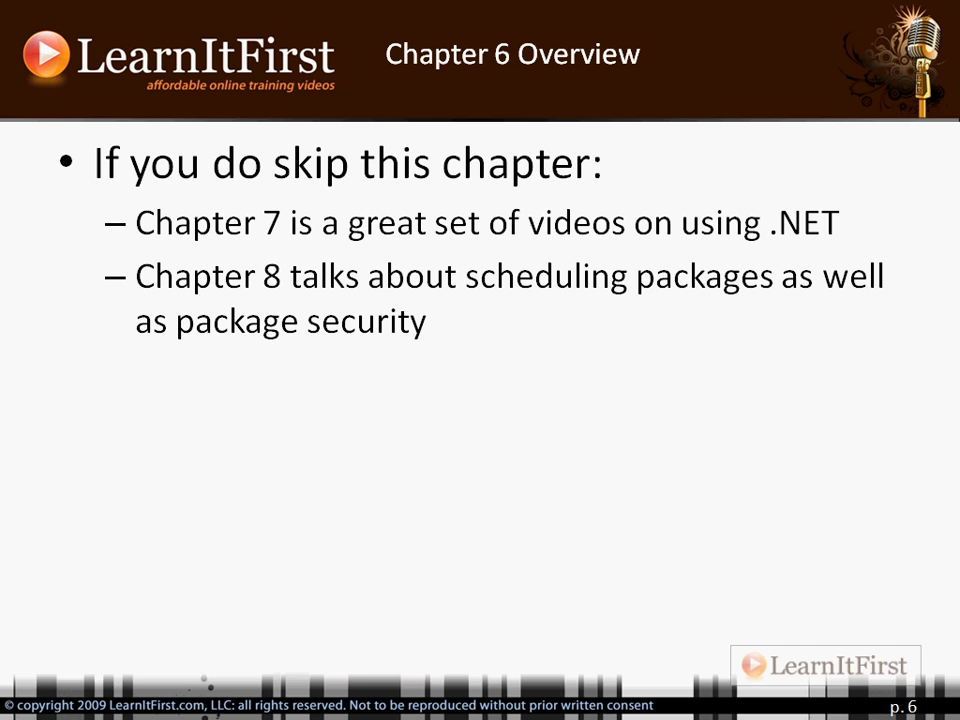 LearnItFirst
affordable online training videos
Chapter 6 Overview
• If you do skip this chapter:
– Chapter 7 is a great set of videos on using .NET
– Chapter 8 talks about scheduling packages as well
as package security
LearnItFirst
© copyright 2009 LearnItFirst.com, LLC: all rights reserved. Not to be reproduced without prior written consent
p. 6